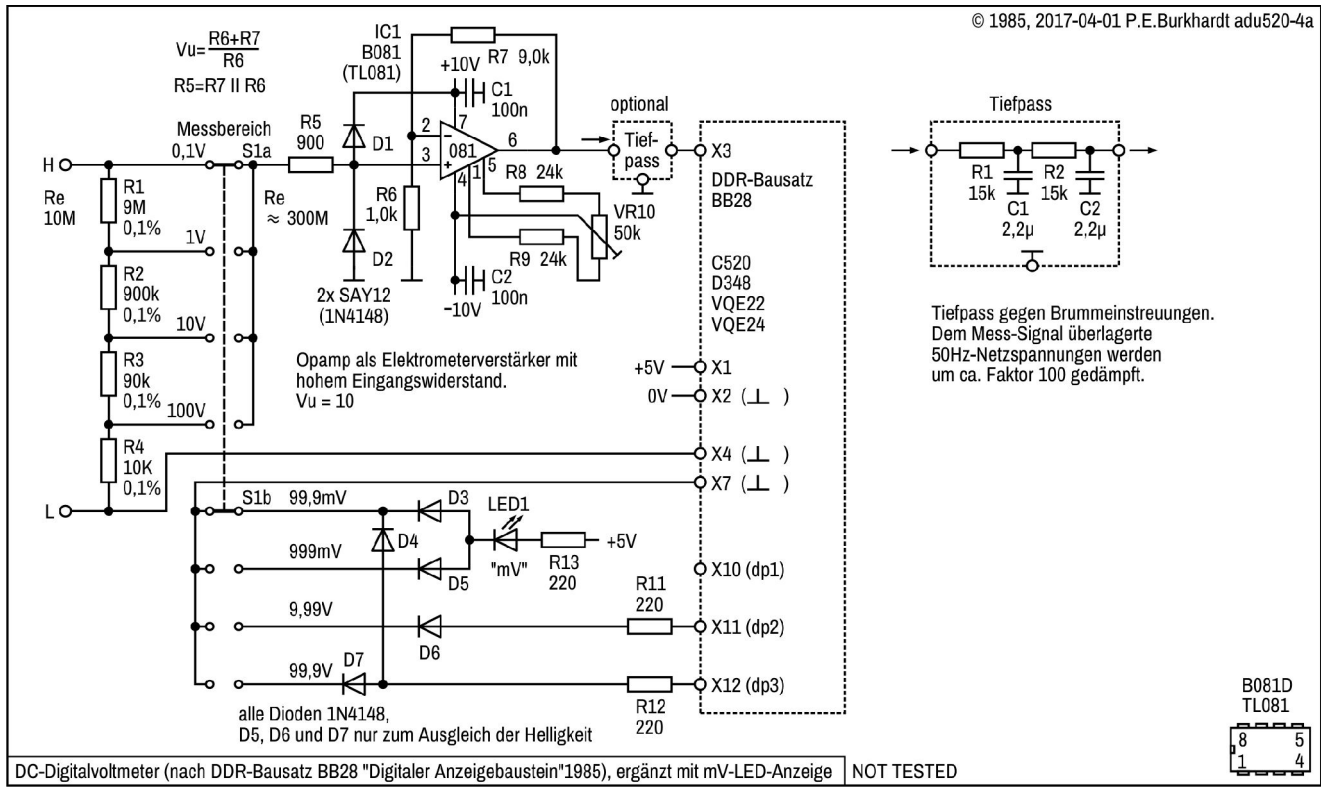 © 1985, 2017-04-01 P.E.Burkhardt adu520-4a
Vu= R6+R7
R6
R5=R7 II R6
IC1
B081
(TL081)
+10V
R7 9,0k
C1
100n
7
2
−
3
+
081
6
4
1
5
Messbereich
0,1V
S1a
R5
900
D1
H
Re
10M
R1
9M
0,1%
Re
≈ 300M
R6
1,0k
R8 24k
VR10
50k
R9 24k
1V
D2
R2
900k
0,1%
2x SAY12
(1N4148)
C2
100n
−10V
10V
R3
90k
0,1%
Opamp als Elektrometerverstärker mit
hohem Eingangswiderstand.
Vu = 10
100V
R4
10K
0,1%
L
optional
Tief-
pass
X3
DDR-Bausatz
BB28
C520
D348
VQE22
VQE24
+5V
X1
0V
X2 (⊥ )
X4 (⊥ )
X7 (⊥ )
X10 (dp1)
X11 (dp2)
X12 (dp3)
Tiefpass
R1
15k
R2
15k
C1
2,2µ
C2
2,2µ
Tiefpass gegen Brummeinstreuungen.
Dem Mess-Signal überlagerte
50Hz-Netzspannungen werden
um ca. Faktor 100 gedämpft.
S1b
99,9mV
D3
LED1
D4
+5V
"mV"
R13
220
999mV
D5
R11
220
9,99V
D6
99,9V
D7
R12
220
alle Dioden 1N4148,
D5, D6 und D7 nur zum Ausgleich der Helligkeit
B081D
TL081
8
5
1
4
DC-Digitalvoltmeter (nach DDR-Bausatz BB28 "Digitaler Anzeigebaustein"1985), ergänzt mit mV-LED-Anzeige
NOT TESTED